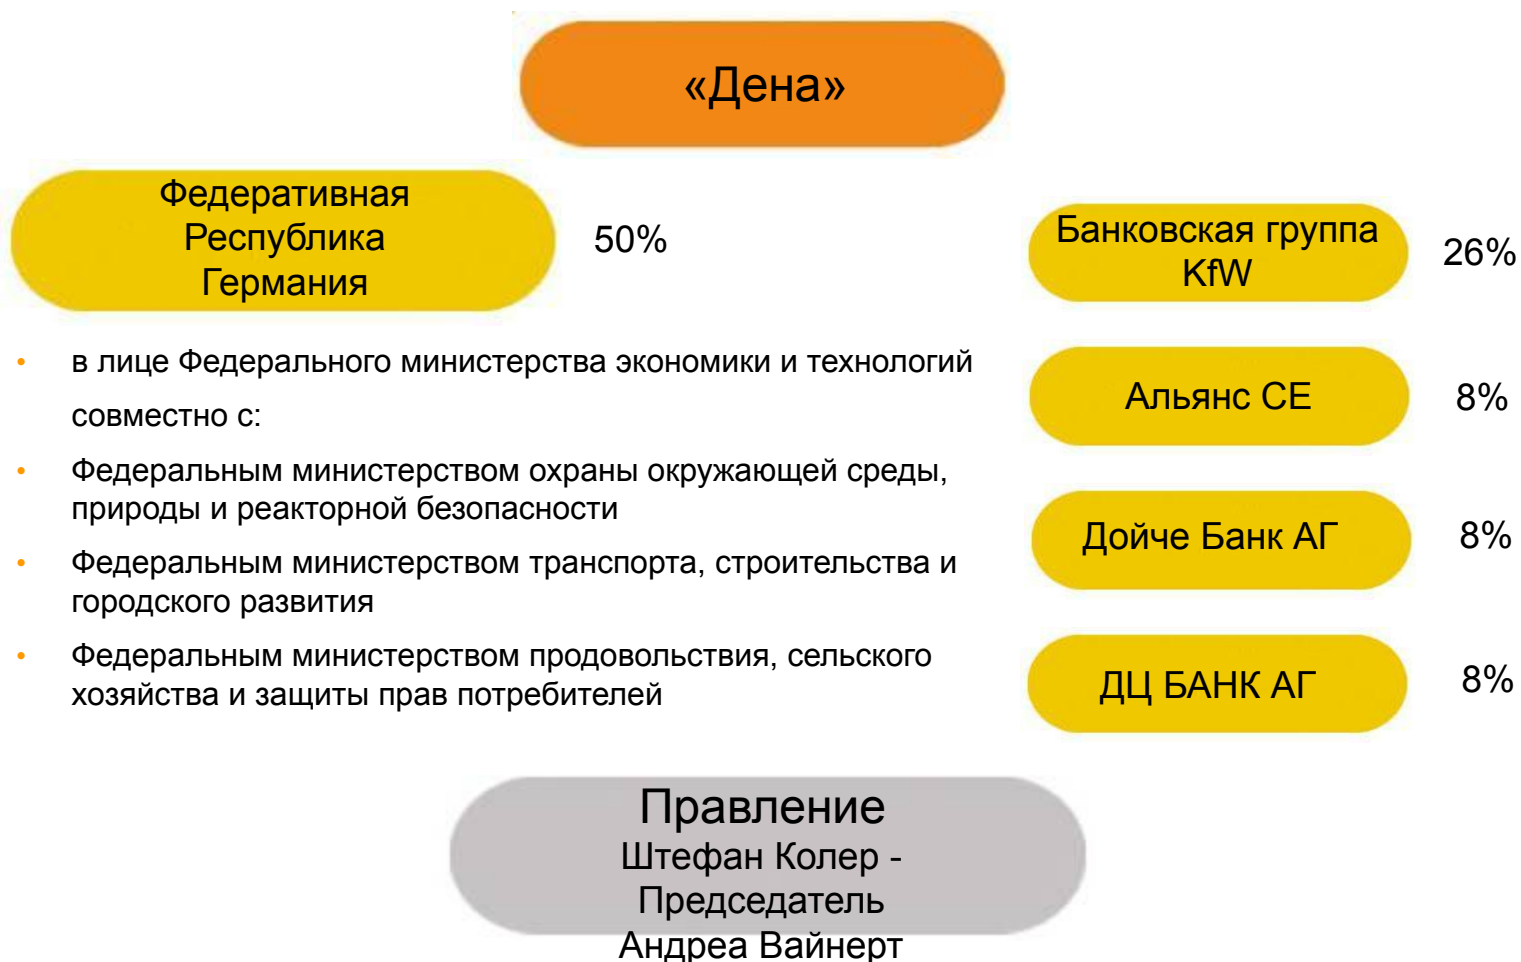 «Дена»
Федеративная
Республика
Германия
50%
• в лице Федерального министерства экономики и технологий
совместно с:
• Федеральным министерством охраны окружающей среды,
природы и реакторной безопасности
• Федеральным министерством транспорта, строительства и
городского развития
• Федеральным министерством продовольствия, сельского
хозяйства и защиты прав потребителей
Банковская группа
KfW
26%
Альянс СЕ
8%
Дойче Банк АГ
8%
ДЦ БАНК АГ
8%
Правление
Штефан Колер -
Председатель
Андреа Вайнерт